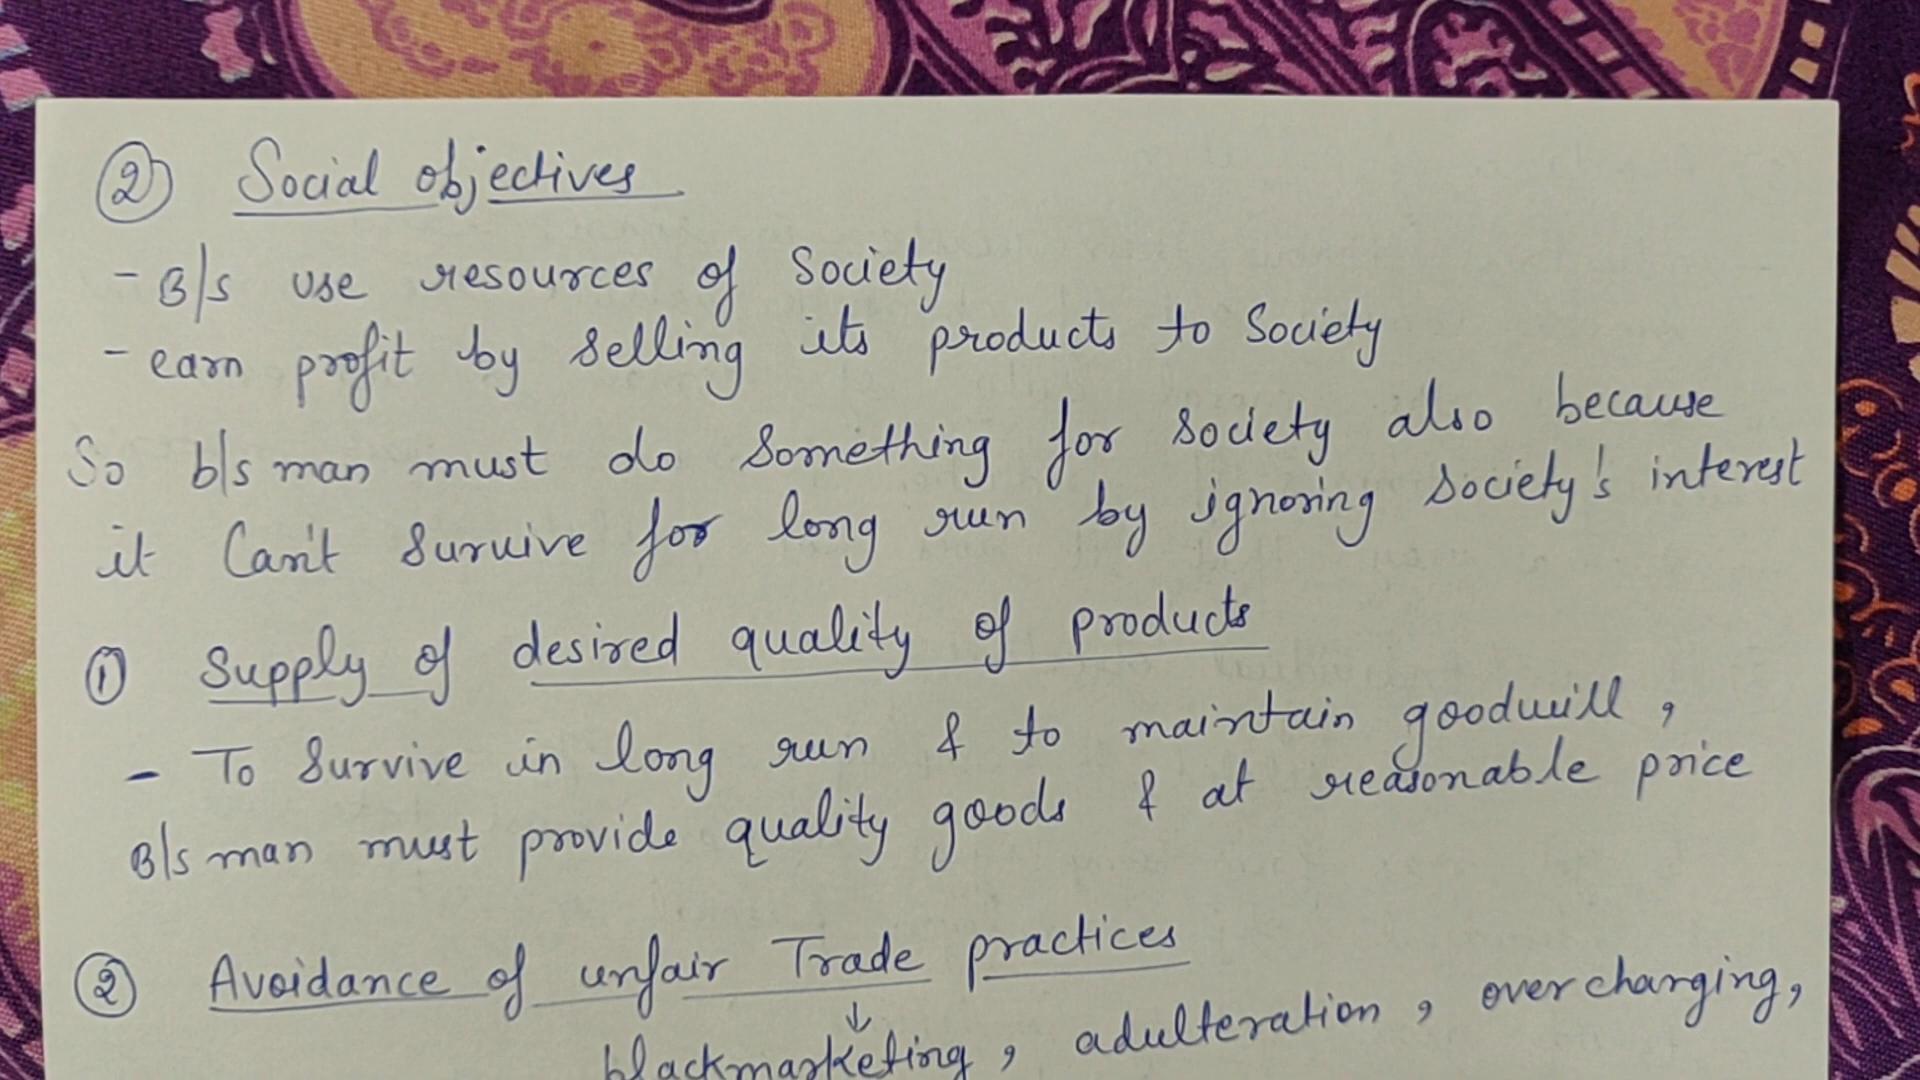 ② Social objectives
- B/s use resources of Society
- earn profit by selling its products to Society
So b/s man must do something for society also because
it Can't Survive for long run by ignoring society's interest
① Supply of desired quality of products
- To Survive in long run & to maintain goodwill,
B/s man must provide quality goods & at reasonable price
② Avoidance of unfair Trade practices
↓
blackmarketing, adulteration, over charging,